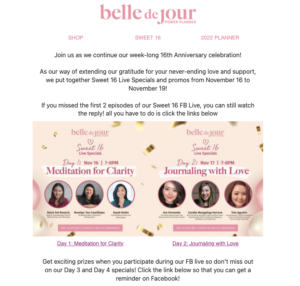 belle de jour
POWER PLANNER
SHOP
SWEET 16
2022 PLANNER
Join us as we continue our week-long 16th Anniversary celebration!
As our way of extending our gratitude for your never-ending love and support,
we put together Sweet 16 Live Specials and promos from November 16 to
November 19!
If you missed the first 2 episodes of our Sweet 16 FB Live, you can still watch
the reply! all you have to do is click the links below
belle de jour
Sweet 16
Live Specials
Day 1: Nov 16 | 7-8PM
Meditation for Clarity
belle de jour
Sweet 16
Live Specials
Day 2: Nov 17 | 7-8PM
Journaling with Love
Day 1: Meditation for Clarity
Day 2: Journaling with Love
Get exciting prizes when you participate during our FB live so don't miss out
on our Day 3 and Day 4 specials! Click the link below so that you can get a
reminder on Facebook!